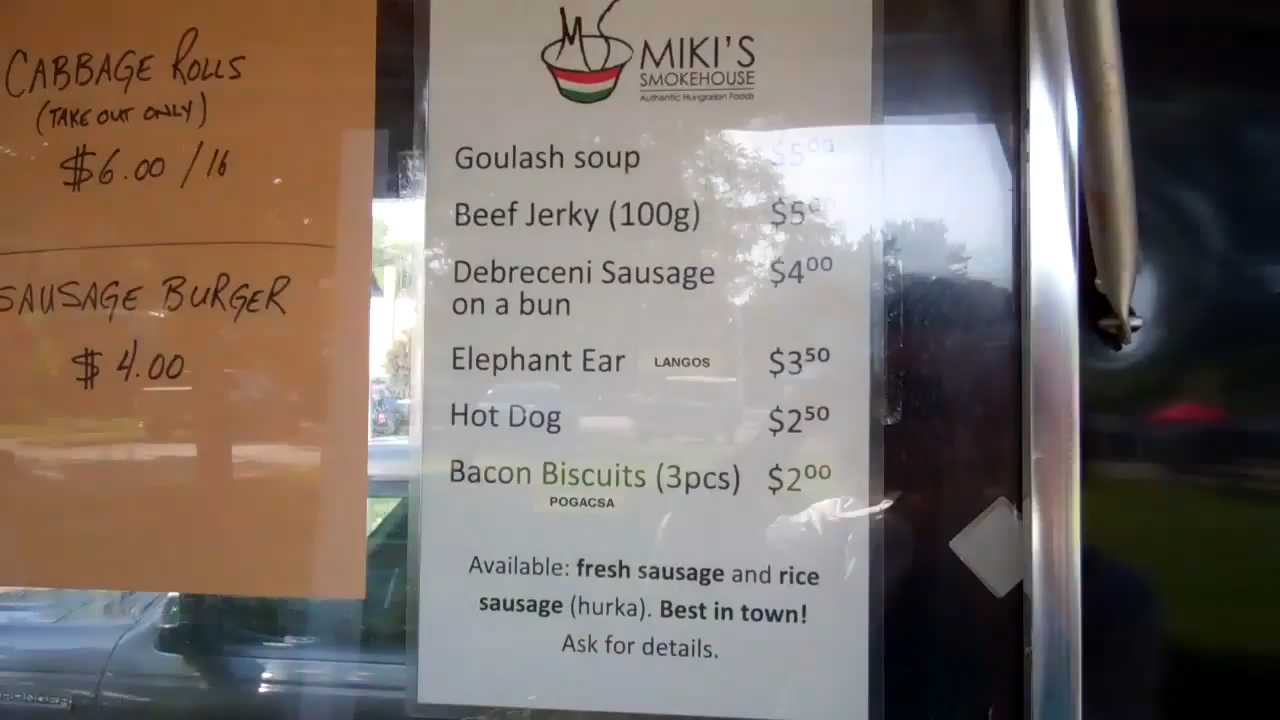 CABBAGE ROLLS
(TAKE OUT ONLY)
$6.00 / lb
SAUSAGE BURGER
$ 4.00
MIKI'S
SMOKEHOUSE
Authentic Hungarian Foods
Goulash soup $5.00
Beef Jerky (100g) $5.00
Debreceni Sausage $4.00
on a bun
Elephant Ear LANGOS $3.50
Hot Dog $2.50
Bacon Biscuits (3pcs) $2.00
POGACSA
Available: fresh sausage and rice
sausage (hurka). Best in town!
Ask for details.